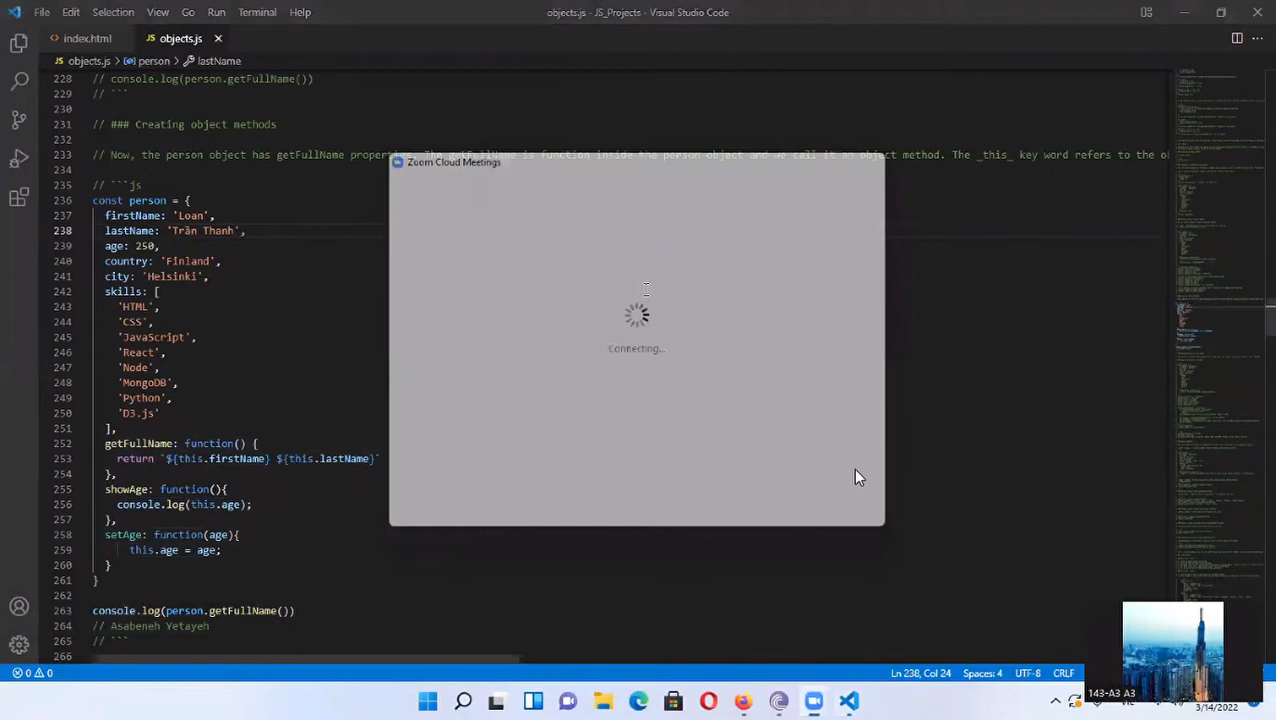 File Edit Selection View Go Run Terminal Help objects.js - JS_Projects - Visual Studio Code
index.html objects.js
objects.js > person > lastName
228 // console.log(person.getFullName())
229 // ```
230
231 // ### Creating object methods
232
233 Now, the person object has getFullName
234
235 ```js
236 const person = {
237 firstName: 'Loan',
238 lastName: 'Trần Thanh'
239 age: 250,
240 country: 'Finland',
241 city: 'Helsinki',
242 skills: [
243 'HTML',
244 'CSS',
245 'JavaScript',
246 'React',
247 'Node',
248 'MongoDB',
249 'Python',
250 'D3.js'
251 ],
252 getFullName: function() {
253 return `${this.firstName} ${this.lastName}`
254 },
255 showAge: function(){
256 console.log(this.age)
257 },
258 setAge: function(age){
259 this.age = age;
260 }
261 }
262
263 console.log(person.getFullName())
264 // Asabeneh Yetayeh
265 // ```
266
Zoom Cloud Meetings
Connecting...
0 0 Ln 238, Col 24 Spaces: 4 UTF-8 CRLF
143-A3 A3
3/14/2022